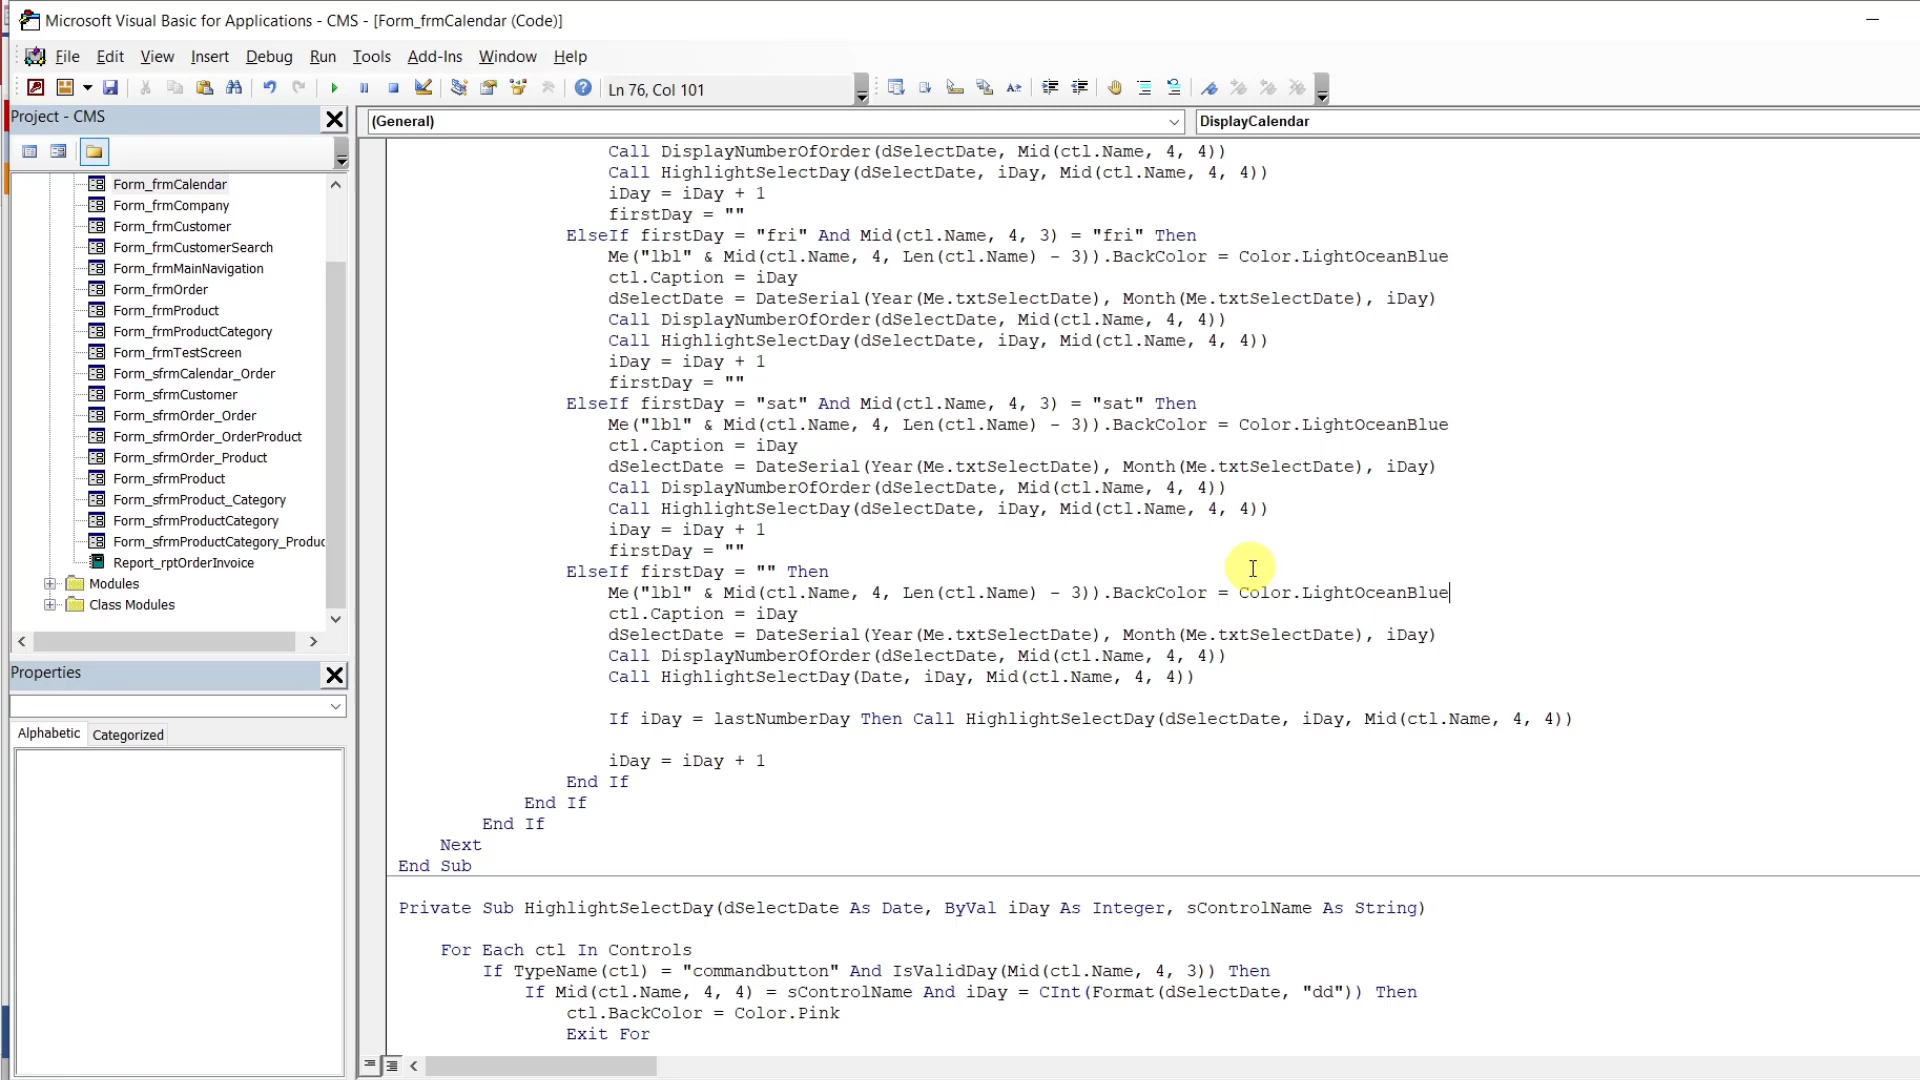 Microsoft Visual Basic for Applications - CMS - [Form_frmCalendar (Code)]
File Edit View Insert Debug Run Tools Add-Ins Window Help
Ln 76, Col 101
Project - CMS
(General)
DisplayCalendar
Form_frmCalendar
Form_frmCompany
Form_frmCustomer
Form_frmCustomerSearch
Form_frmMainNavigation
Form_frmOrder
Form_frmProduct
Form_frmProductCategory
Form_frmTestScreen
Form_sfrmCalendar_Order
Form_sfrmCustomer
Form_sfrmOrder_Order
Form_sfrmOrder_OrderProduct
Form_sfrmOrder_Product
Form_sfrmProduct
Form_sfrmProduct_Category
Form_sfrmProductCategory
Form_sfrmProductCategory_Produc
Report_rptOrderInvoice
Modules
Class Modules
Properties
Alphabetic Categorized
Call DisplayNumberOfOrder(dSelectDate, Mid(ctl.Name, 4, 4))
Call HighlightSelectDay(dSelectDate, iDay, Mid(ctl.Name, 4, 4))
iDay = iDay + 1
firstDay = ""
ElseIf firstDay = "fri" And Mid(ctl.Name, 4, 3) = "fri" Then
Me("lbl" & Mid(ctl.Name, 4, Len(ctl.Name) - 3)).BackColor = Color.LightOceanBlue
ctl.Caption = iDay
dSelectDate = DateSerial(Year(Me.txtSelectDate), Month(Me.txtSelectDate), iDay)
Call DisplayNumberOfOrder(dSelectDate, Mid(ctl.Name, 4, 4))
Call HighlightSelectDay(dSelectDate, iDay, Mid(ctl.Name, 4, 4))
iDay = iDay + 1
firstDay = ""
ElseIf firstDay = "sat" And Mid(ctl.Name, 4, 3) = "sat" Then
Me("lbl" & Mid(ctl.Name, 4, Len(ctl.Name) - 3)).BackColor = Color.LightOceanBlue
ctl.Caption = iDay
dSelectDate = DateSerial(Year(Me.txtSelectDate), Month(Me.txtSelectDate), iDay)
Call DisplayNumberOfOrder(dSelectDate, Mid(ctl.Name, 4, 4))
Call HighlightSelectDay(dSelectDate, iDay, Mid(ctl.Name, 4, 4))
iDay = iDay + 1
firstDay = ""
ElseIf firstDay = "" Then
Me("lbl" & Mid(ctl.Name, 4, Len(ctl.Name) - 3)).BackColor = Color.LightOceanBlue
ctl.Caption = iDay
dSelectDate = DateSerial(Year(Me.txtSelectDate), Month(Me.txtSelectDate), iDay)
Call DisplayNumberOfOrder(dSelectDate, Mid(ctl.Name, 4, 4))
Call HighlightSelectDay(Date, iDay, Mid(ctl.Name, 4, 4))
If iDay = lastNumberDay Then Call HighlightSelectDay(dSelectDate, iDay, Mid(ctl.Name, 4, 4))
iDay = iDay + 1
End If
End If
End If
Next
End Sub
Private Sub HighlightSelectDay(dSelectDate As Date, ByVal iDay As Integer, sControlName As String)
For Each ctl In Controls
If TypeName(ctl) = "commandbutton" And IsValidDay(Mid(ctl.Name, 4, 3)) Then
If Mid(ctl.Name, 4, 4) = sControlName And iDay = CInt(Format(dSelectDate, "dd")) Then
ctl.BackColor = Color.Pink
Exit For